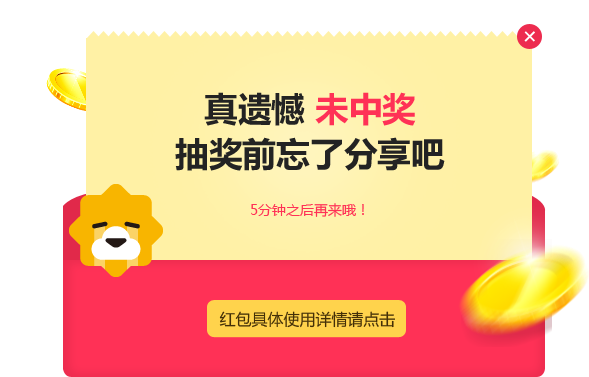 真遗憾 未中奖
抽奖前忘了分享吧
5分钟之后再来哦！
红包具体使用详情请点击